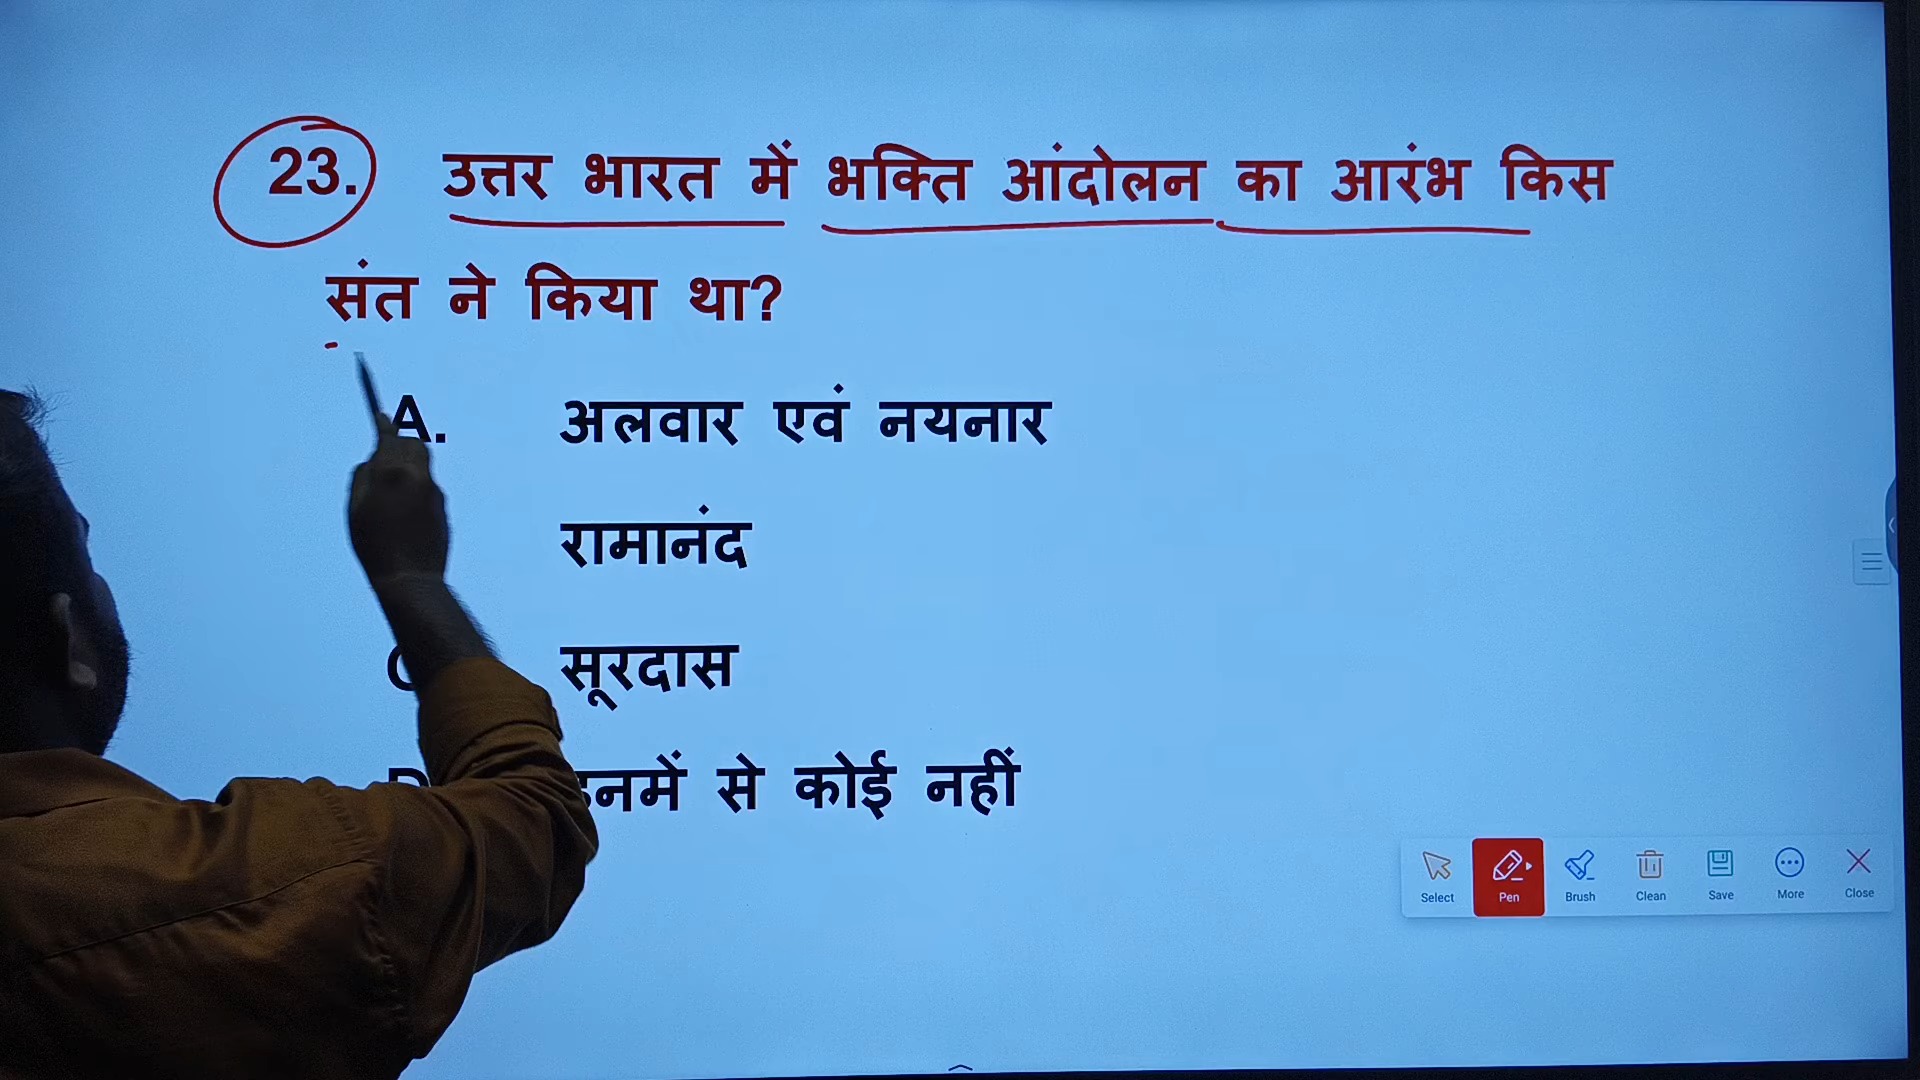 23. उत्तर भारत में भक्ति आंदोलन का आरंभ किस
संत ने किया था?
A. अलवार एवं नयनार
रामानंद
सूरदास
से कोई नहीं
Select Pen Brush Clean Save More Close